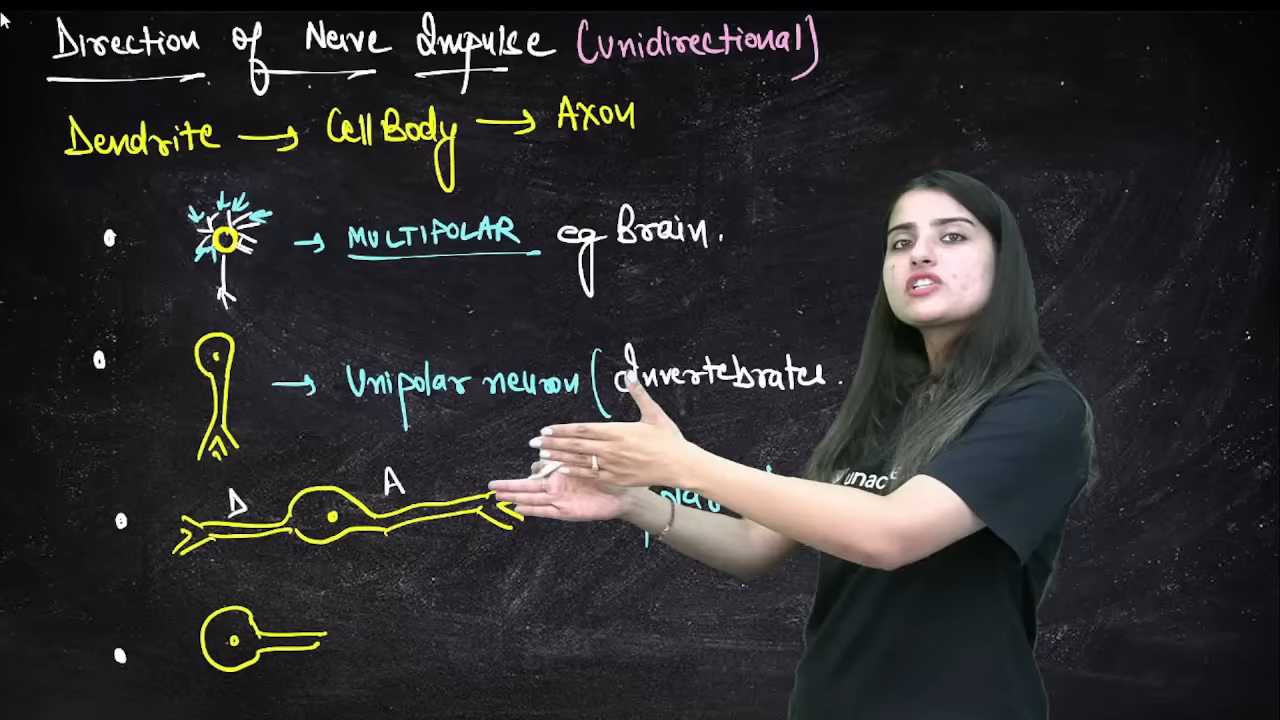 Direction of Nerve Impulse (Unidirectional)
Dendrite → Cell Body → Axon
→ MULTIPOLAR eg Brain.
→ Unipolar neuron (Invertebrates.
D A